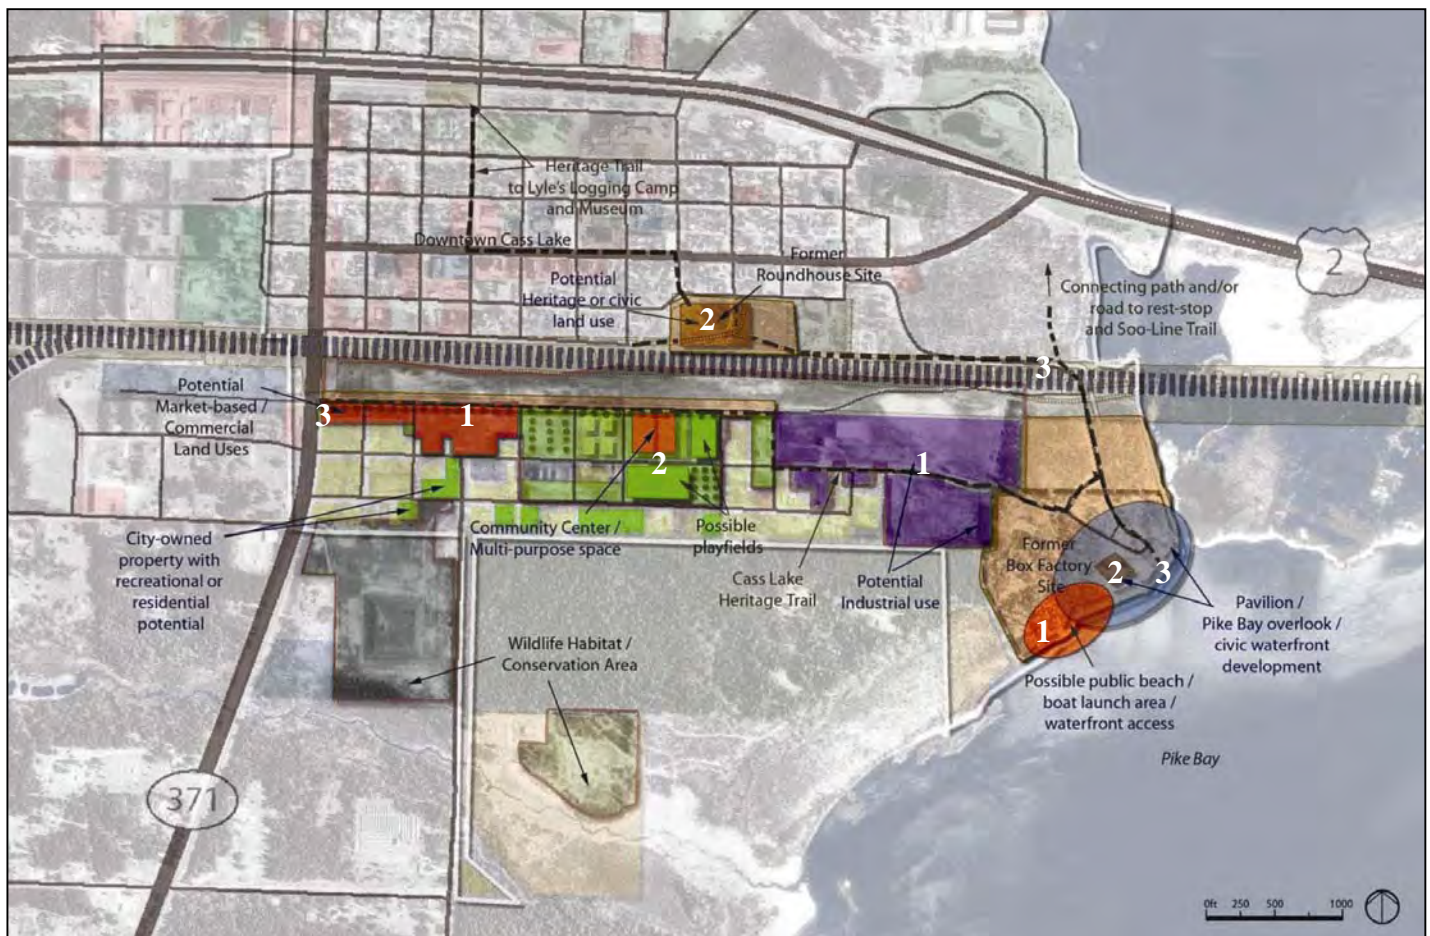 Heritage Trail
to Lyle's Logging Camp
and Museum
Downtown Cass Lake
Former
Roundhouse Site
Potential
Heritage or civic
land use
2
2
Connecting path and/or
road to rest-stop
and Soo-Line Trail
3
Potential
Market-based /
Commercial
Land Uses
3
1
2
1
City-owned
property with
recreational or
residential
potential
Community Center /
Multi-purpose space
Possible
playfields
Cass Lake
Heritage Trail
Potential
Industrial use
Former
Box Factory
Site
2
3
1
Pavilion /
Pike Bay overlook /
civic waterfront
development
Wildlife Habitat /
Conservation Area
Possible public beach /
boat launch area /
waterfront access
Pike Bay
371
0ft 250 500 1000